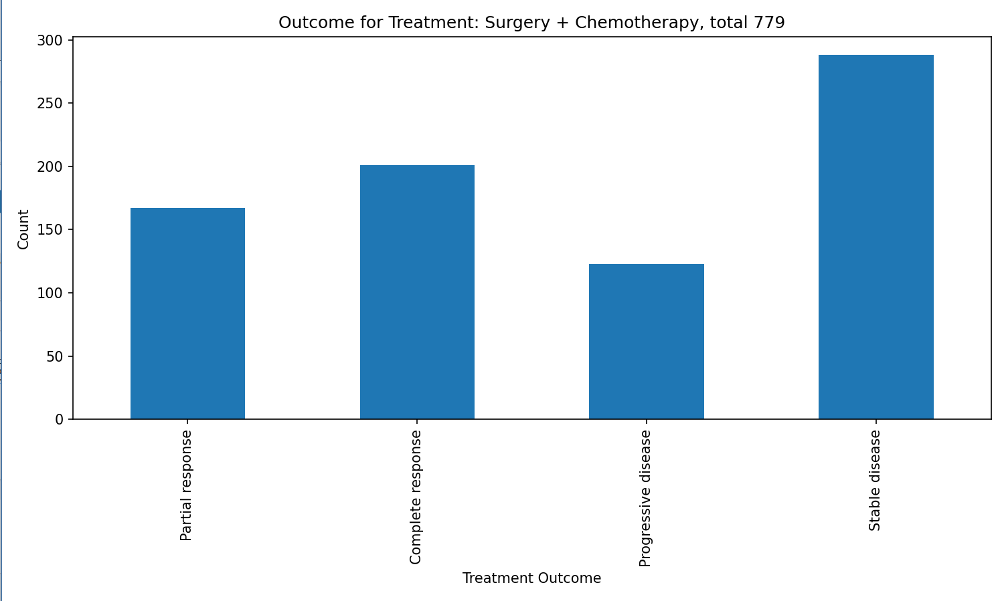 Outcome for Treatment: Surgery + Chemotherapy, total 779
300
250
200
150
100
50
0
Count
Partial response
Complete response
Progressive disease
Stable disease
Treatment Outcome